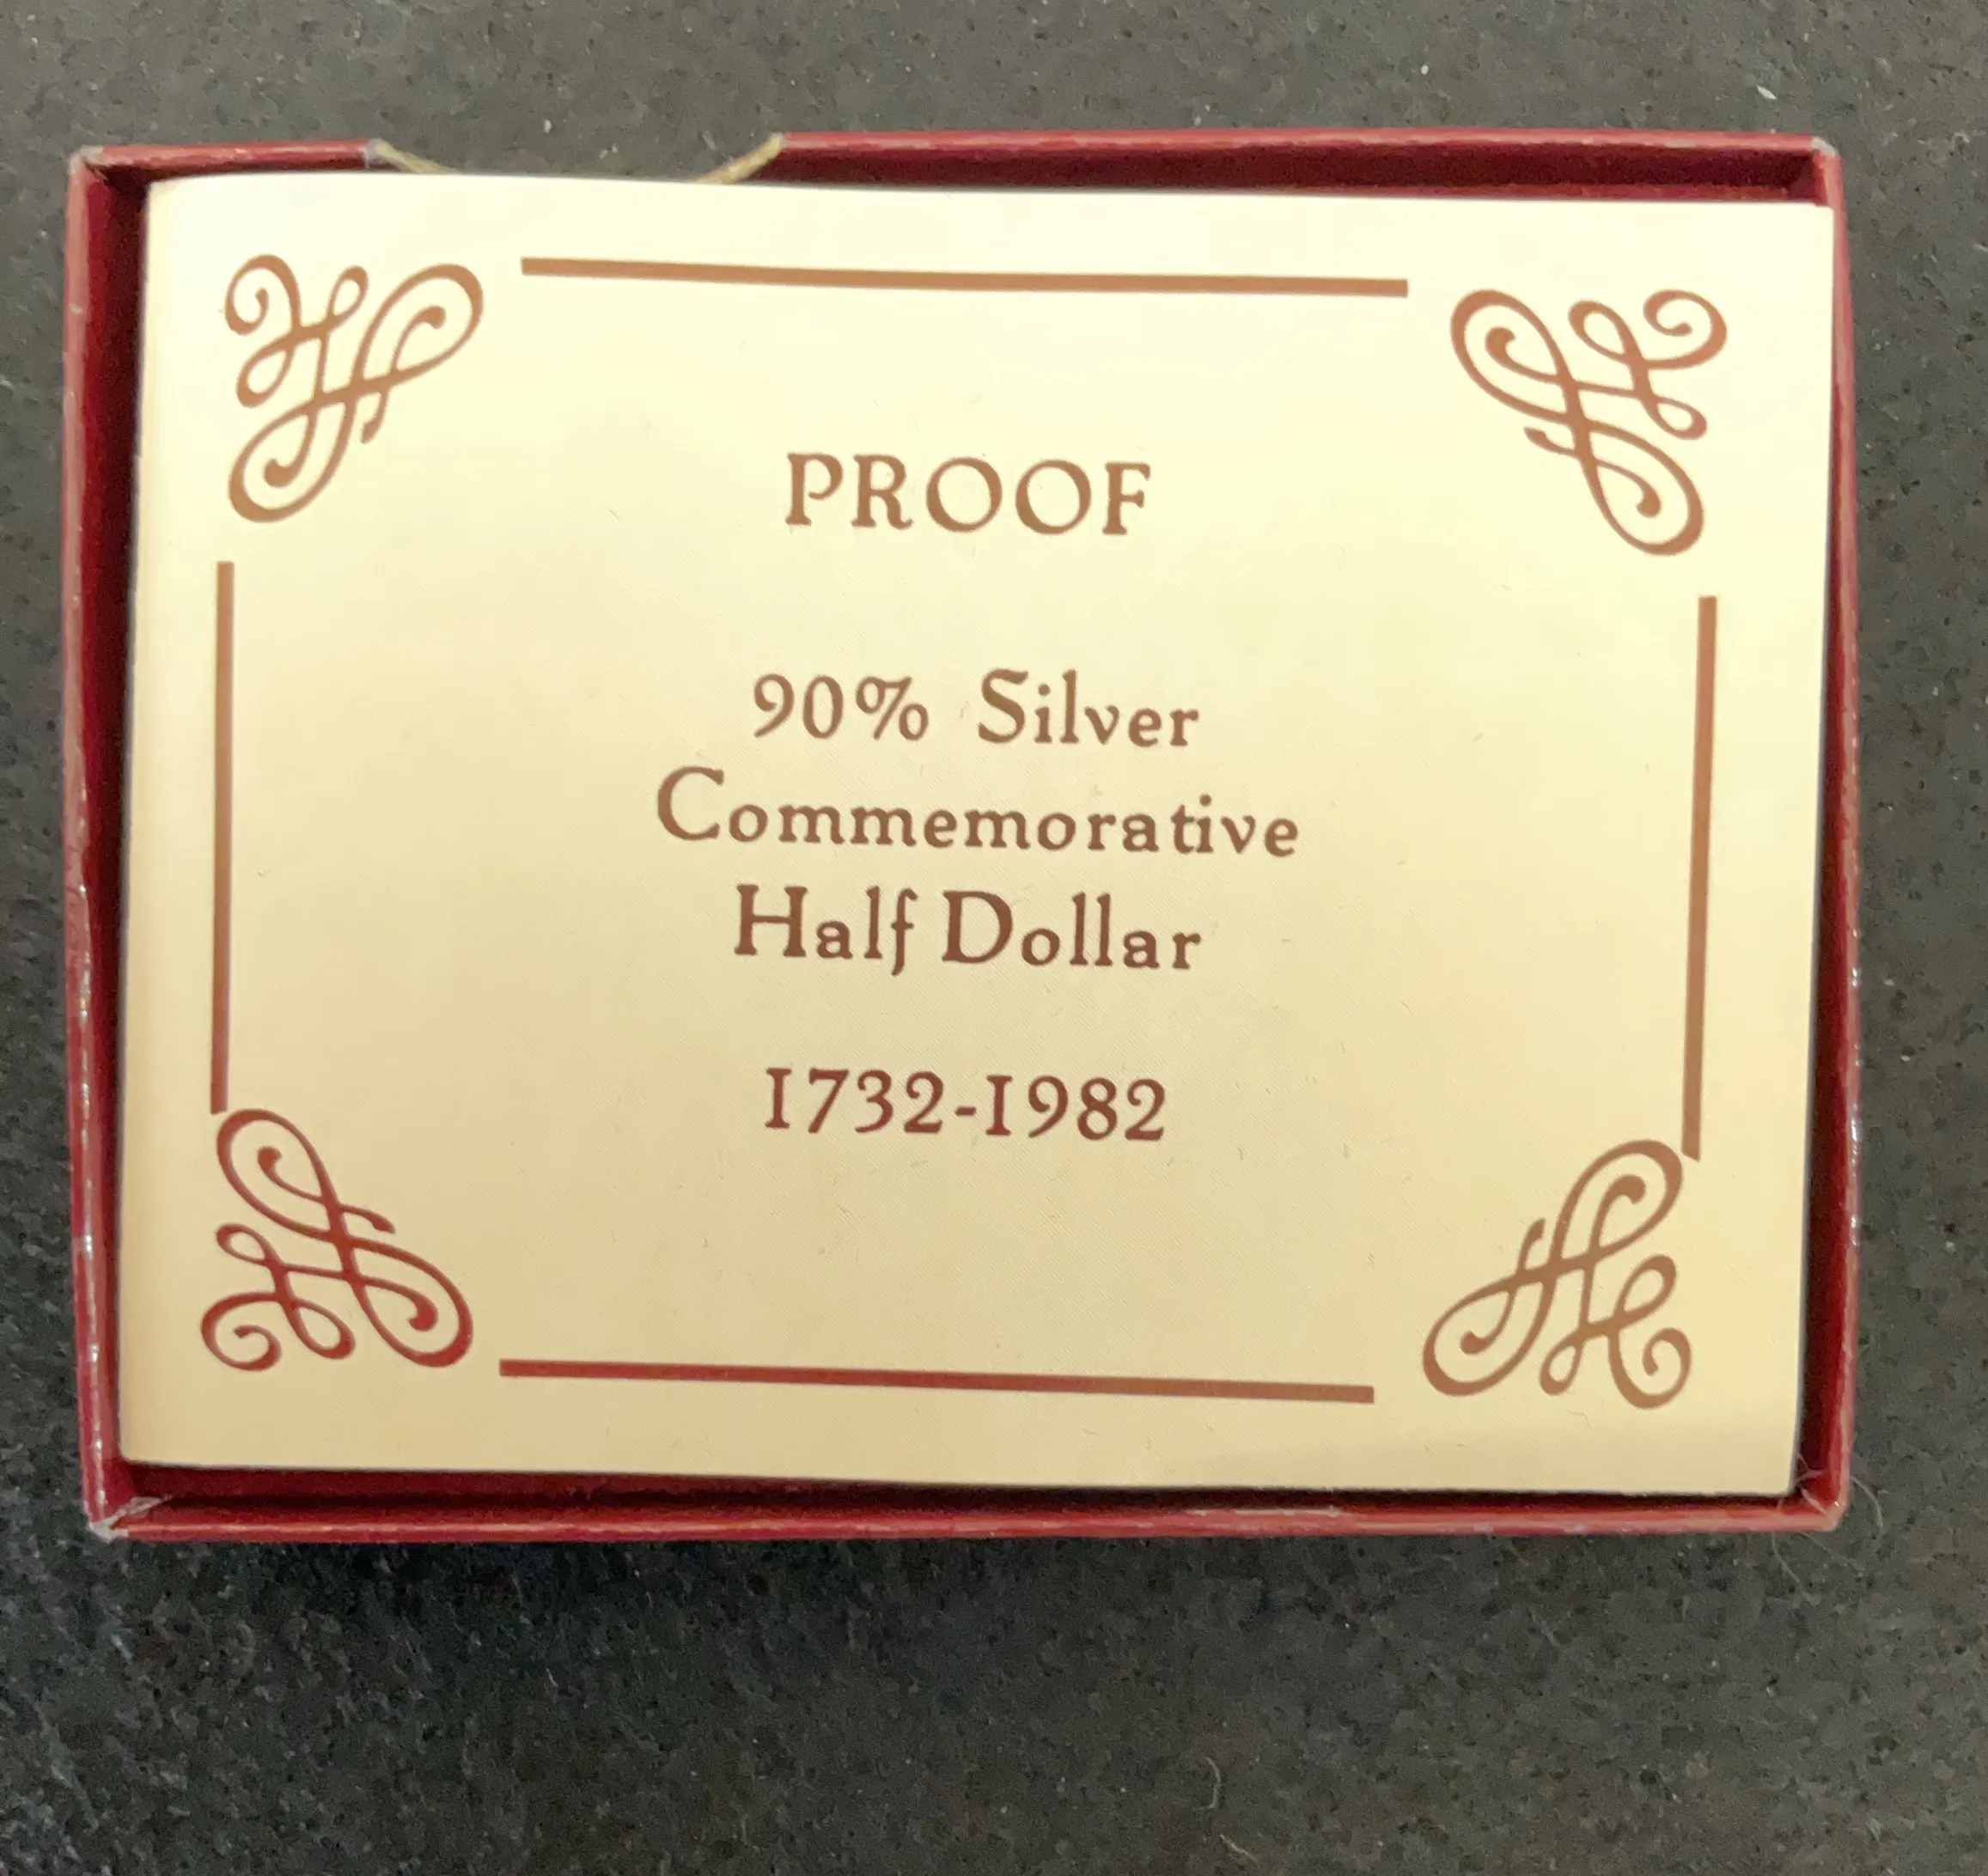 PROOF
90% Silver
Commemorative
Half Dollar
1732-1982